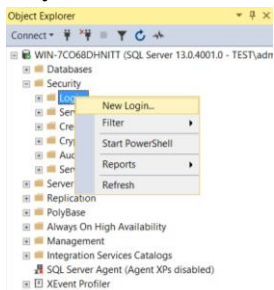 Object Explorer
Connect
WIN-7CO68DHNITT (SQL Server 13.0.4001.0 - TEST\adm
Databases
Security
New Login...
Filter
Start PowerShell
Reports
Refresh
Log
Ser
Cre
Cry
Aud
Ser
Server
Replication
PolyBase
Always On High Availability
Management
Integration Services Catalogs
SQL Server Agent (Agent XPs disabled)
XEvent Profiler